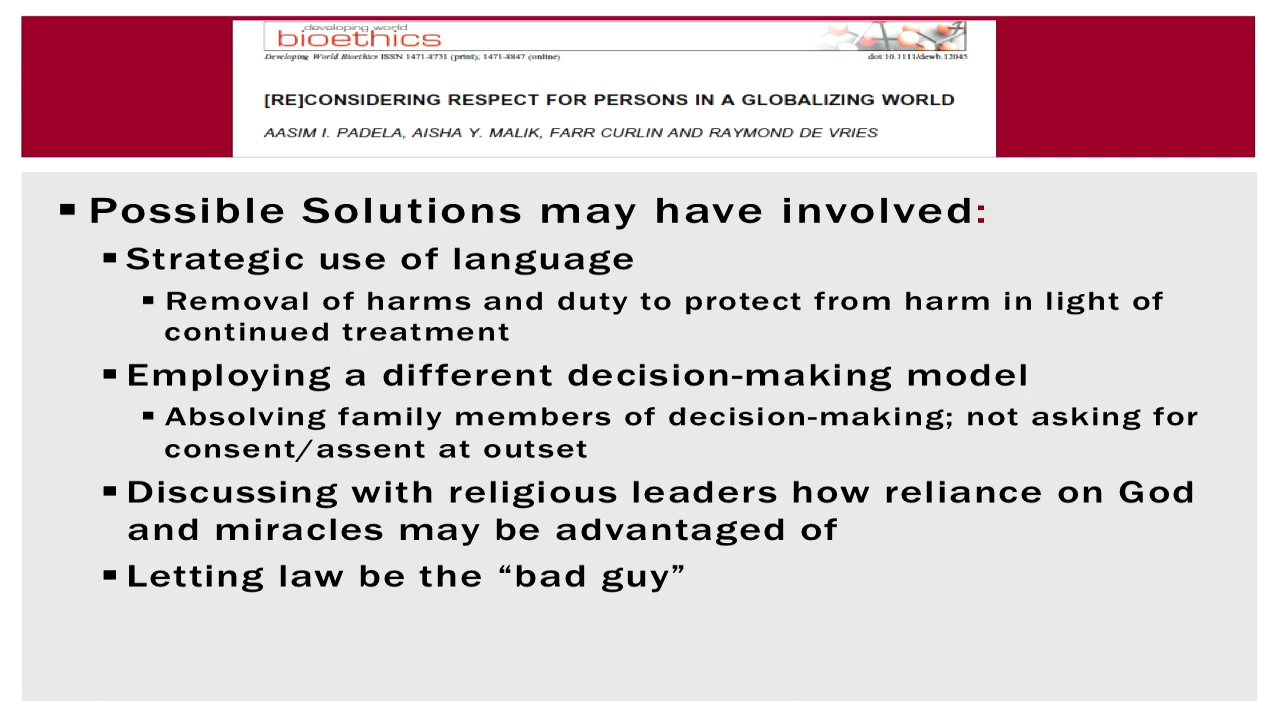 developing world
bioethics
Developing World Bioethics ISSN 1471-8731 (print); 1471-8847 (online) doi:10.1111/dewb.12045
[RE]CONSIDERING RESPECT FOR PERSONS IN A GLOBALIZING WORLD
AASIM I. PADELA, AISHA Y. MALIK, FARR CURLIN AND RAYMOND DE VRIES
▪ Possible Solutions may have involved:
▪ Strategic use of language
▪ Removal of harms and duty to protect from harm in light of
continued treatment
▪ Employing a different decision-making model
▪ Absolving family members of decision-making; not asking for
consent/assent at outset
▪ Discussing with religious leaders how reliance on God
and miracles may be advantaged of
▪ Letting law be the “bad guy”